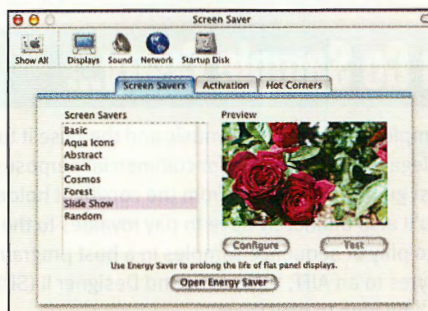 Screen Saver
Show All Displays Sound Network Startup Disk
Screen Savers Activation Hot Corners
Screen Savers
Preview
Basic
Aqua Icons
Abstract
Beach
Cosmos
Forest
Slide Show
Random
Configure Test
Use Energy Saver to prolong the life of flat panel displays.
Open Energy Saver